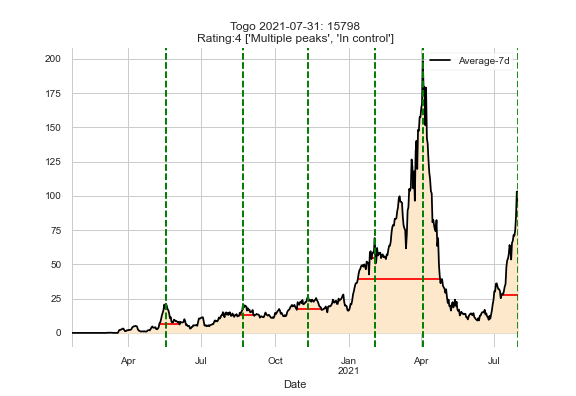 Togo 2021-07-31: 15798
Rating:4 ['Multiple peaks', 'In control']
Average-7d
200
175
150
125
100
75
50
25
0
Apr
Jul
Oct
Jan
2021
Apr
Jul
Date